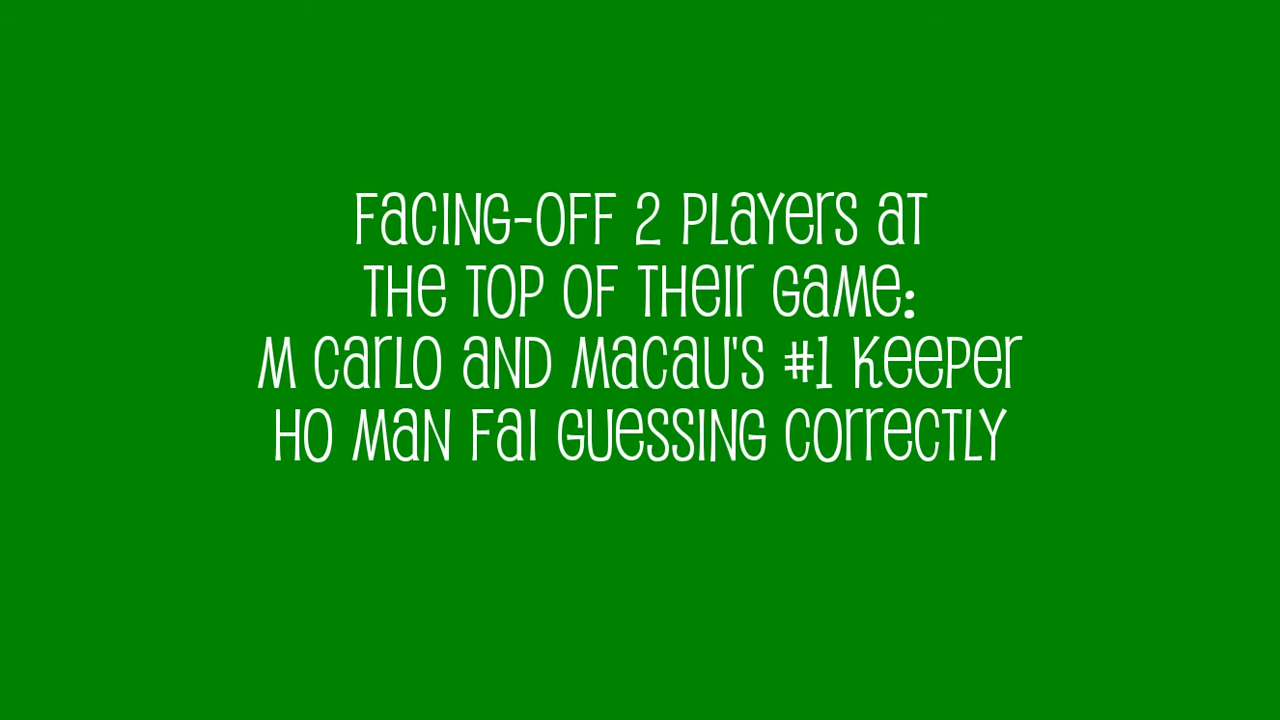 Facing-off 2 players at
the top of their game:
M Carlo and Macau's #1 keeper
Ho Man Fai guessing correctly